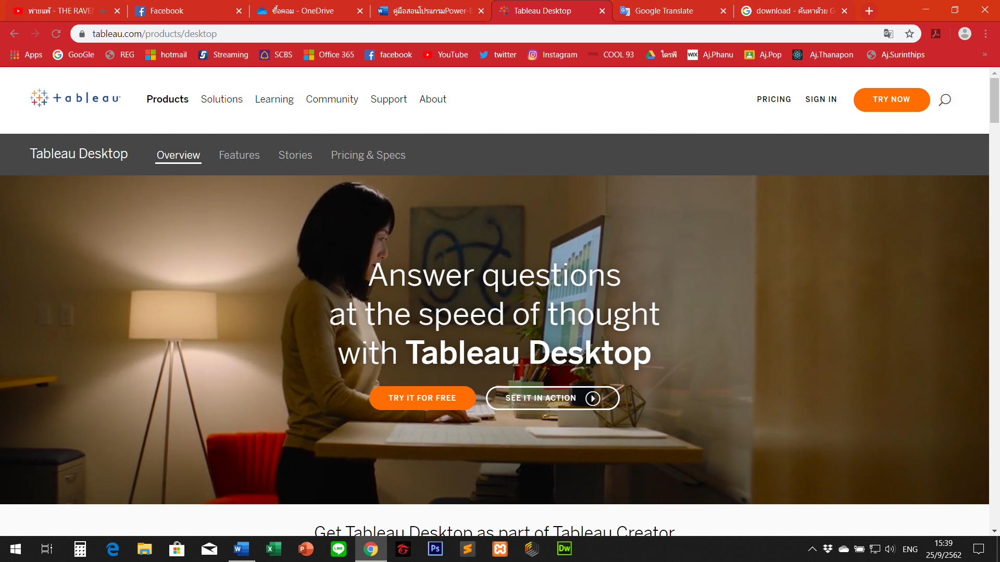 พ่ายแพ้ - THE RAVEN
Facebook
ซื้อคอม - OneDrive
คู่มือสอนโปรแกรมPower-B
Tableau Desktop
Google Translate
download - ค้นหาด้วย G
tableau.com/products/desktop
Apps GooGle REG hotmail Streaming SCBS Office 365 facebook YouTube twitter Instagram COOL 93 ไดรฟ์ Aj.Phanu Aj.Pop Aj.Thanapon Aj.Surinthips »
tableau Products Solutions Learning Community Support About PRICING SIGN IN TRY NOW
Tableau Desktop Overview Features Stories Pricing & Specs
Answer questions
at the speed of thought
with Tableau Desktop
TRY IT FOR FREE SEE IT IN ACTION
Get Tableau Desktop as part of Tableau Creator
ENG
15:39
25/9/2562